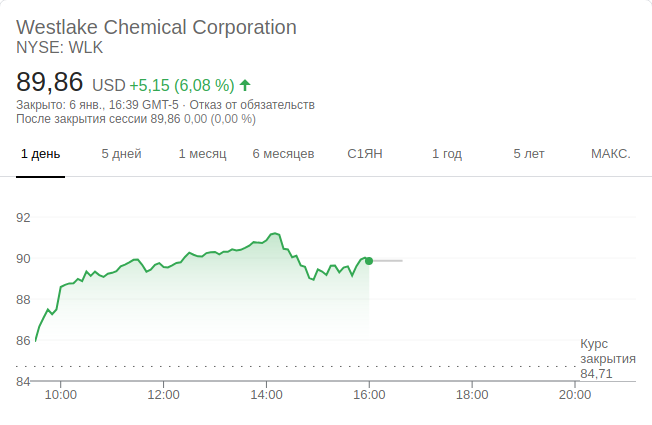 Westlake Chemical Corporation
NYSE: WLK
89,86 USD +5,15 (6,08 %)
Закрыто: 6 янв., 16:39 GMT-5 · Отказ от обязательств
После закрытия сессии 89,86 0,00 (0,00 %)
1 день 5 дней 1 месяц 6 месяцев С1ЯН 1 год 5 лет МАКС.
92
90
88
86
Курс
закрытия
84,71
84
10:00 12:00 14:00 16:00 18:00 20:00